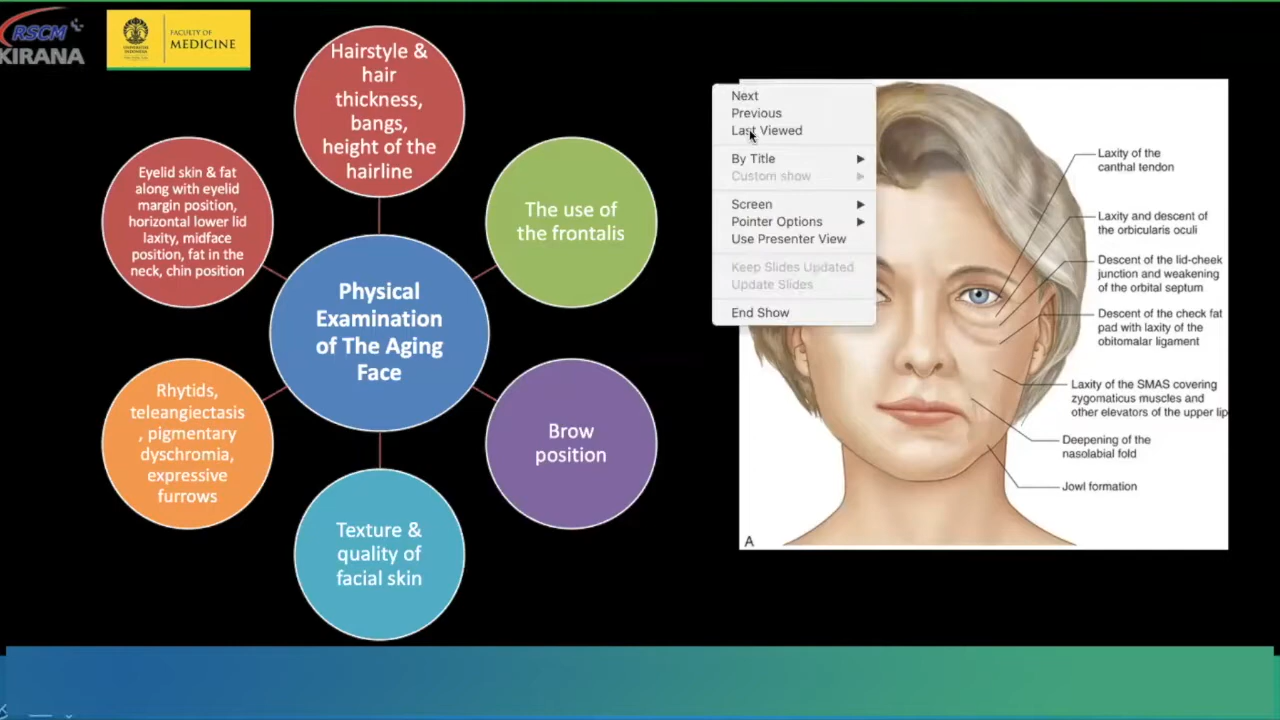 RSCM
KIRANA
UNIVERSITAS
INDONESIA
FACULTY OF
MEDICINE
Hairstyle &
hair
thickness,
bangs,
height of the
hairline
Eyelid skin & fat
along with eyelid
margin position,
horizontal lower lid
laxity, midface
position, fat in the
neck, chin position
The use of
the frontalis
Physical
Examination
of The Aging
Face
Rhytids,
teleangiectasis
, pigmentary
dyschromia,
expressive
furrows
Brow
position
Texture &
quality of
facial skin
Next
Previous
Last Viewed
By Title
Custom show
Screen
Pointer Options
Use Presenter View
Keep Slides Updated
Update Slides
End Show
Laxity of the
canthal tendon
Laxity and descent of
the orbicularis oculi
Descent of the lid-cheek
junction and weakening
of the orbital septum
Descent of the check fat
pad with laxity of the
obitomalar ligament
Laxity of the SMAS covering
zygomaticus muscles and
other elevators of the upper lip
Deepening of the
nasolabial fold
Jowl formation
A